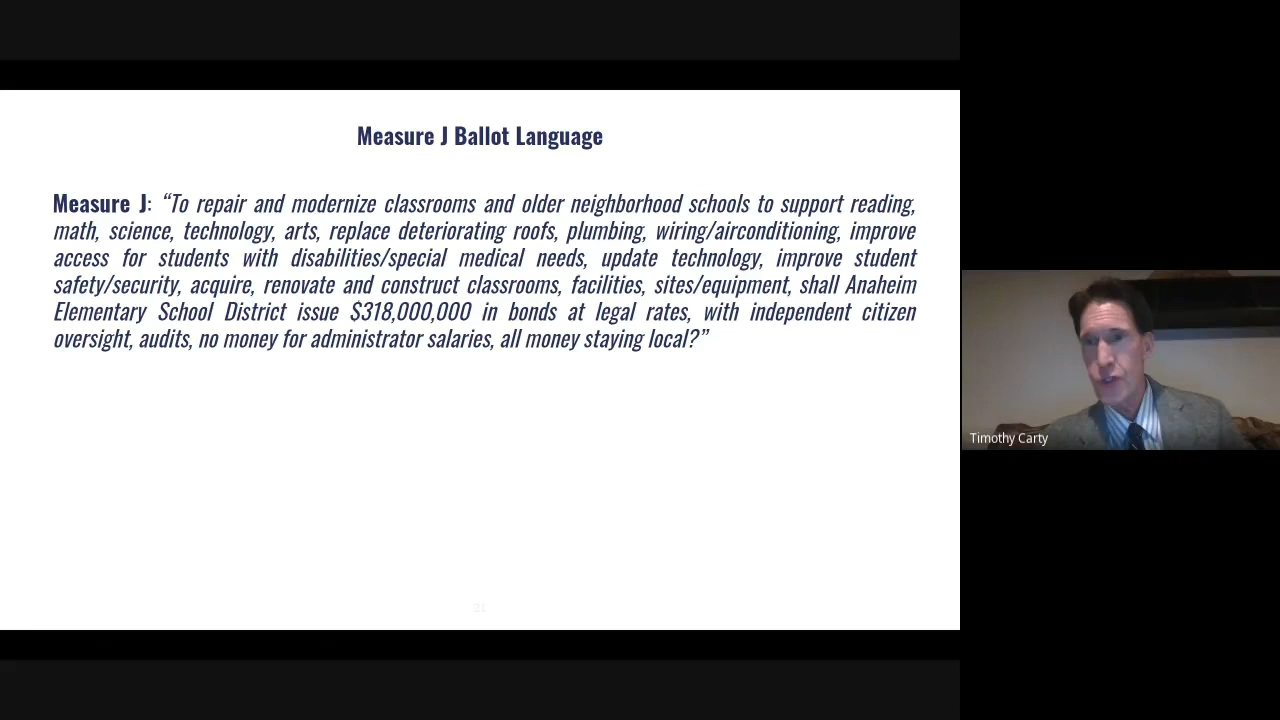 Measure J Ballot Language
Measure J: “To repair and modernize classrooms and older neighborhood schools to support reading,
math, science, technology, arts, replace deteriorating roofs, plumbing, wiring/airconditioning, improve
access for students with disabilities/special medical needs, update technology, improve student
safety/security, acquire, renovate and construct classrooms, facilities, sites/equipment, shall Anaheim
Elementary School District issue $318,000,000 in bonds at legal rates, with independent citizen
oversight, audits, no money for administrator salaries, all money staying local?”
21
Timothy Carty